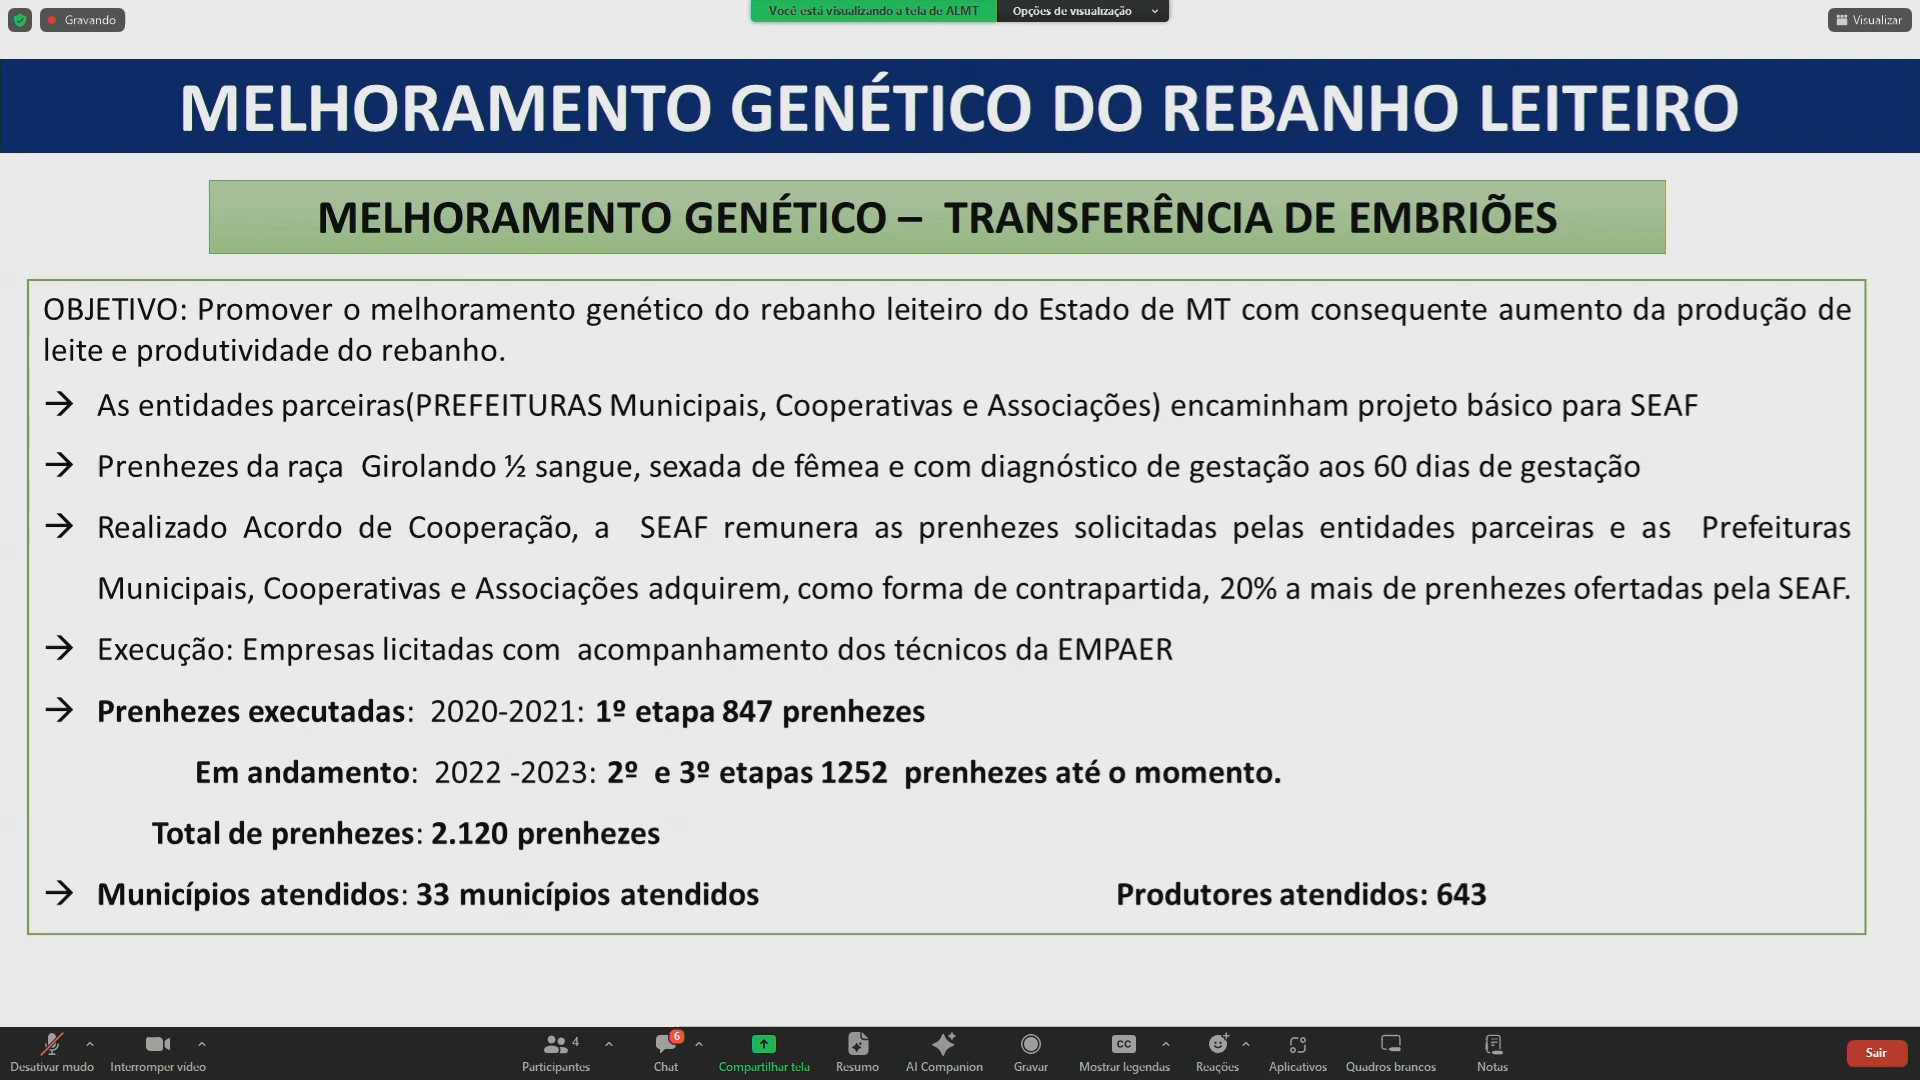 Gravando
Você está visualizando a tela de ALMT
Opções de visualização
Visualizar
MELHORAMENTO GENÉTICO DO REBANHO LEITEIRO
MELHORAMENTO GENÉTICO – TRANSFERÊNCIA DE EMBRIÕES
OBJETIVO: Promover o melhoramento genético do rebanho leiteiro do Estado de MT com consequente aumento da produção de
leite e produtividade do rebanho.
→ As entidades parceiras(PREFEITURAS Municipais, Cooperativas e Associações) encaminham projeto básico para SEAF
→ Prenhezes da raça Girolando ½ sangue, sexada de fêmea e com diagnóstico de gestação aos 60 dias de gestação
→ Realizado Acordo de Cooperação, a SEAF remunera as prenhezes solicitadas pelas entidades parceiras e as Prefeituras
Municipais, Cooperativas e Associações adquirem, como forma de contrapartida, 20% a mais de prenhezes ofertadas pela SEAF.
→ Execução: Empresas licitadas com acompanhamento dos técnicos da EMPAER
→ Prenhezes executadas: 2020-2021: 1º etapa 847 prenhezes
Em andamento: 2022 -2023: 2º e 3º etapas 1252 prenhezes até o momento.
Total de prenhezes: 2.120 prenhezes
→ Municípios atendidos: 33 municípios atendidos Produtores atendidos: 643
4
6
CC
Desativar mudo
Interromper vídeo
Participantes
Chat
Compartilhar tela
Resumo
AI Companion
Gravar
Mostrar legendas
Reações
Aplicativos
Quadros brancos
Notas
Sair